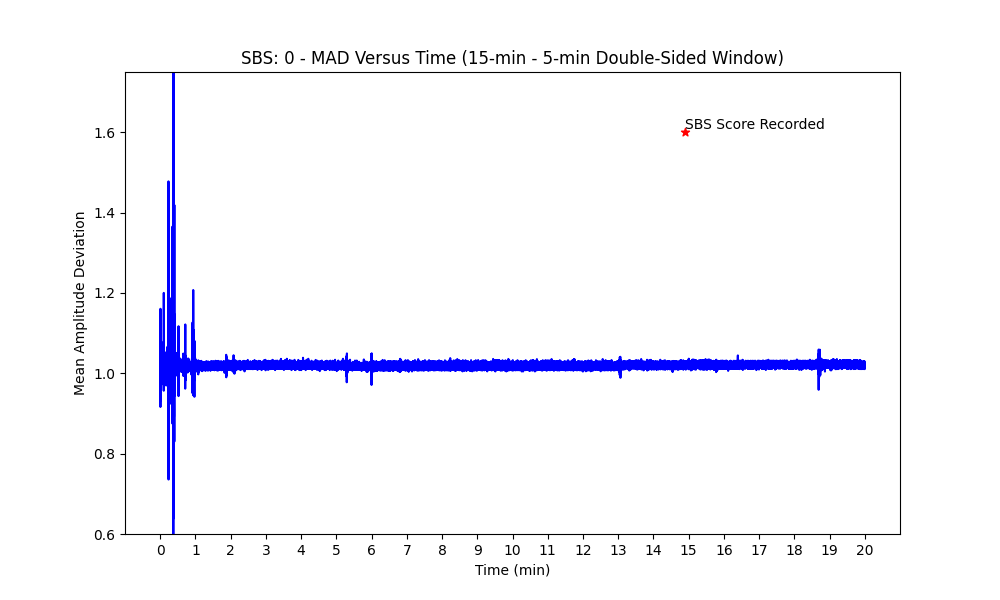 SBS: 0 - MAD Versus Time (15-min - 5-min Double-Sided Window)
SBS Score Recorded
Mean Amplitude Deviation
1.6
1.4
1.2
1.0
0.8
0.6
0 1 2 3 4 5 6 7 8 9 10 11 12 13 14 15 16 17 18 19 20
Time (min)